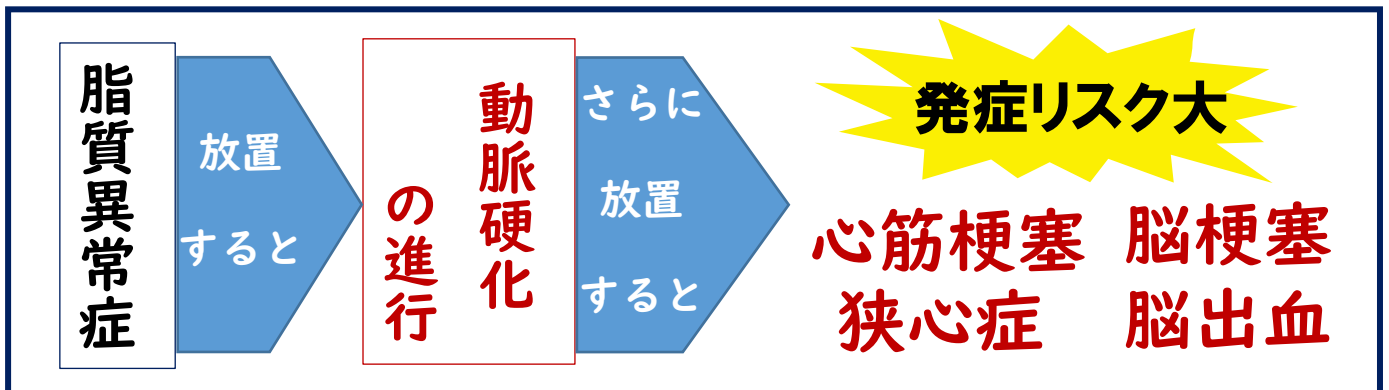 脂質異常症
放置
すると
動脈硬化
の進行
さらに
放置
すると
発症リスク大
心筋梗塞 脳梗塞
狭心症 脳出血